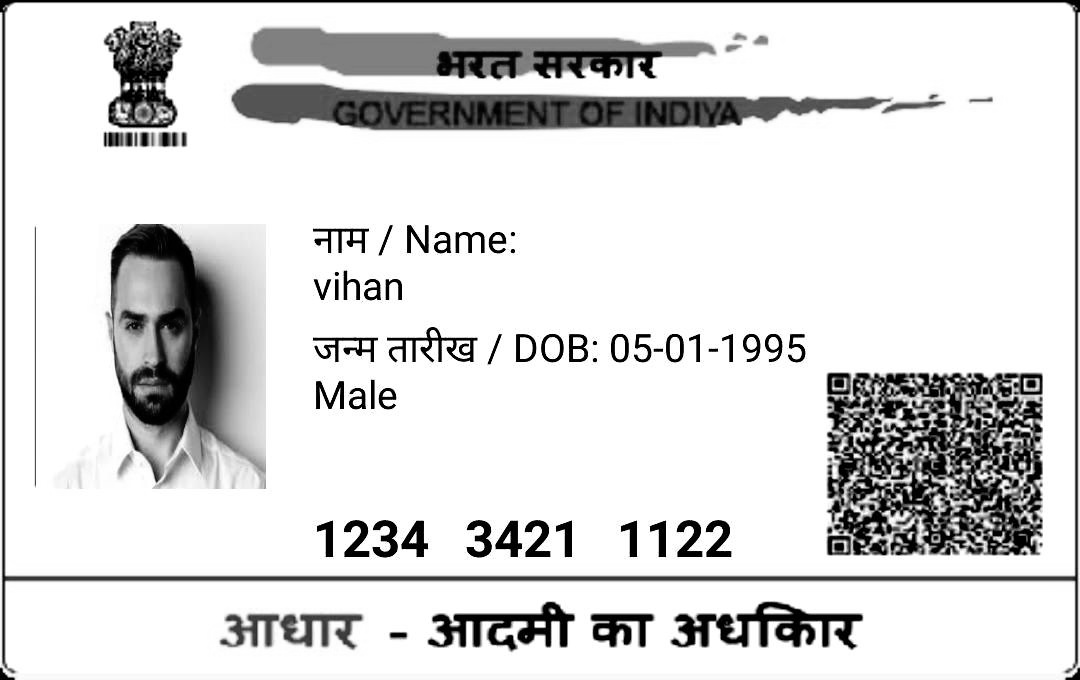 भरत सरकार
GOVERNMENT OF INDIYA
नाम / Name:
vihan
जन्म तारीख / DOB: 05-01-1995
Male
1234 3421 1122
आधार - आदमी का अधकिार